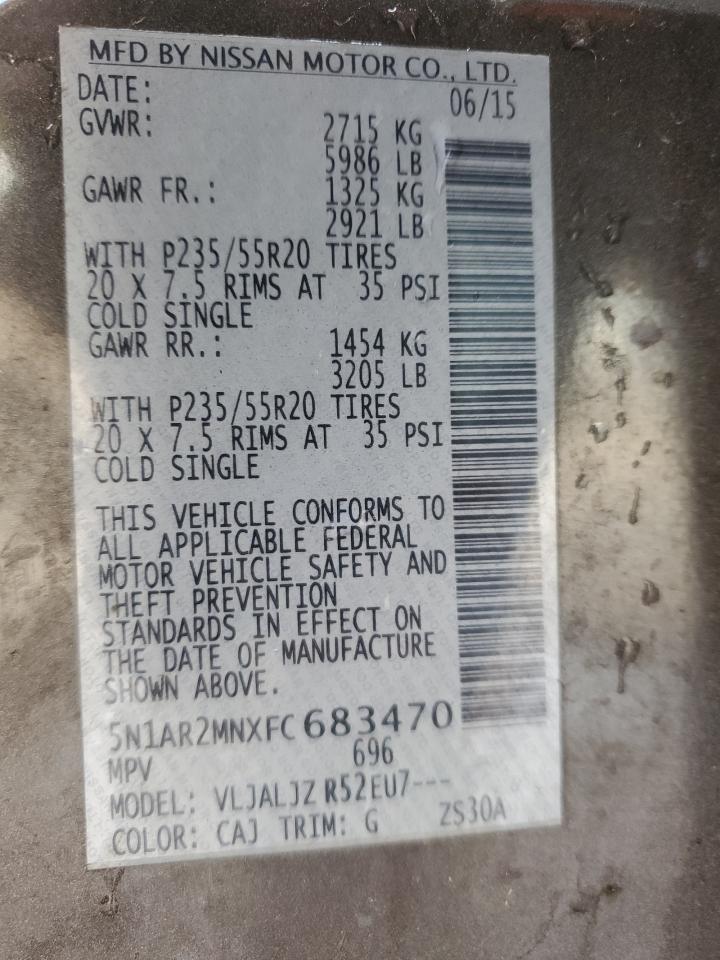 MFD BY NISSAN MOTOR CO., LTD.
DATE: 06/15
GVWR: 2715 KG
5986 LB
GAWR FR.: 1325 KG
2921 LB
WITH P235/55R20 TIRES
20 X 7.5 RIMS AT 35 PSI
COLD SINGLE
GAWR RR.: 1454 KG
3205 LB
WITH P235/55R20 TIRES
20 X 7.5 RIMS AT 35 PSI
COLD SINGLE
THIS VEHICLE CONFORMS TO
ALL APPLICABLE FEDERAL
MOTOR VEHICLE SAFETY AND
THEFT PREVENTION
STANDARDS IN EFFECT ON
THE DATE OF MANUFACTURE
SHOWN ABOVE.
5N1AR2MNXFC683470
MPV 696
MODEL: VLJALJZ R52EU7---
COLOR: CAJ TRIM: G ZS30A